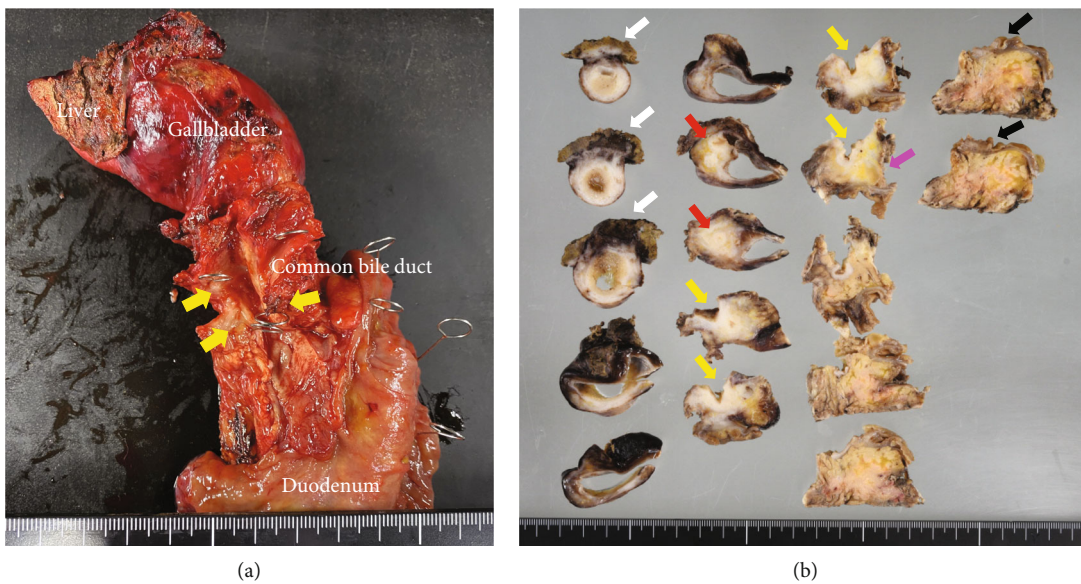 Liver
Gallbladder
Common bile duct
Duodenum
(a)
(b)